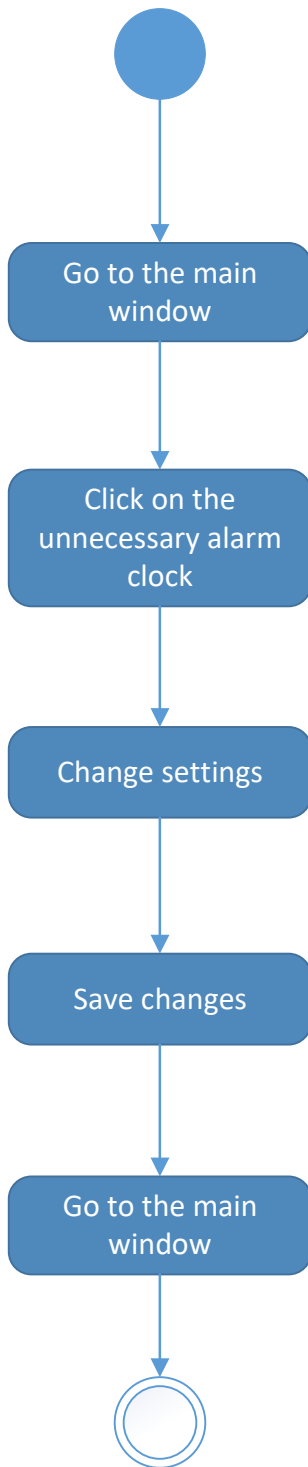 Go to the main
window
Click on the
unnecessary alarm
clock
Change settings
Save changes
Go to the main
window